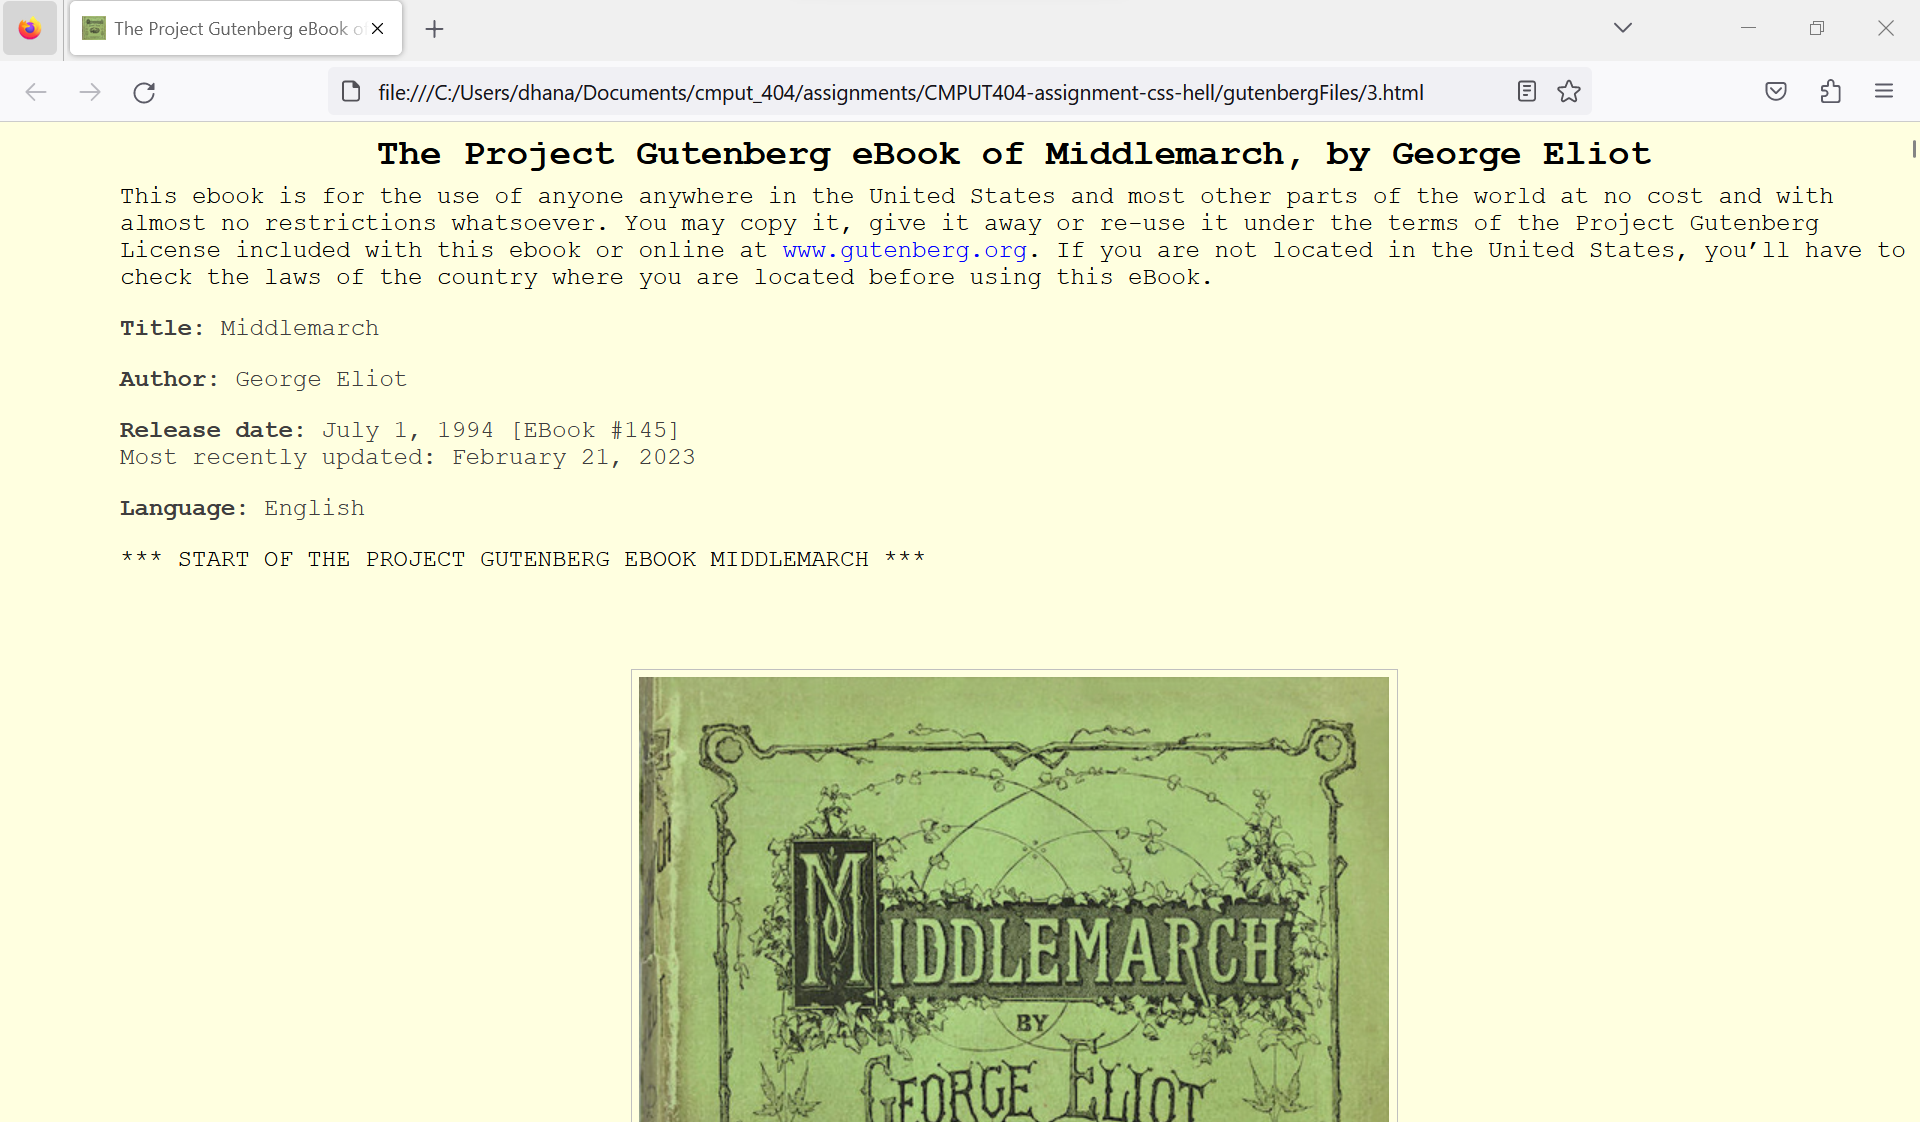 The Project Gutenberg eBook o
file:///C:/Users/dhana/Documents/cmput_404/assignments/CMPUT404-assignment-css-hell/gutenbergFiles/3.html
The Project Gutenberg eBook of Middlemarch, by George Eliot
This ebook is for the use of anyone anywhere in the United States and most other parts of the world at no cost and with
almost no restrictions whatsoever. You may copy it, give it away or re-use it under the terms of the Project Gutenberg
License included with this ebook or online at www.gutenberg.org. If you are not located in the United States, you’ll have to
check the laws of the country where you are located before using this eBook.
Title: Middlemarch
Author: George Eliot
Release date: July 1, 1994 [EBook #145]
Most recently updated: February 21, 2023
Language: English
*** START OF THE PROJECT GUTENBERG EBOOK MIDDLEMARCH ***
MIDDLEMARCH
BY
GEORGE ELIOT